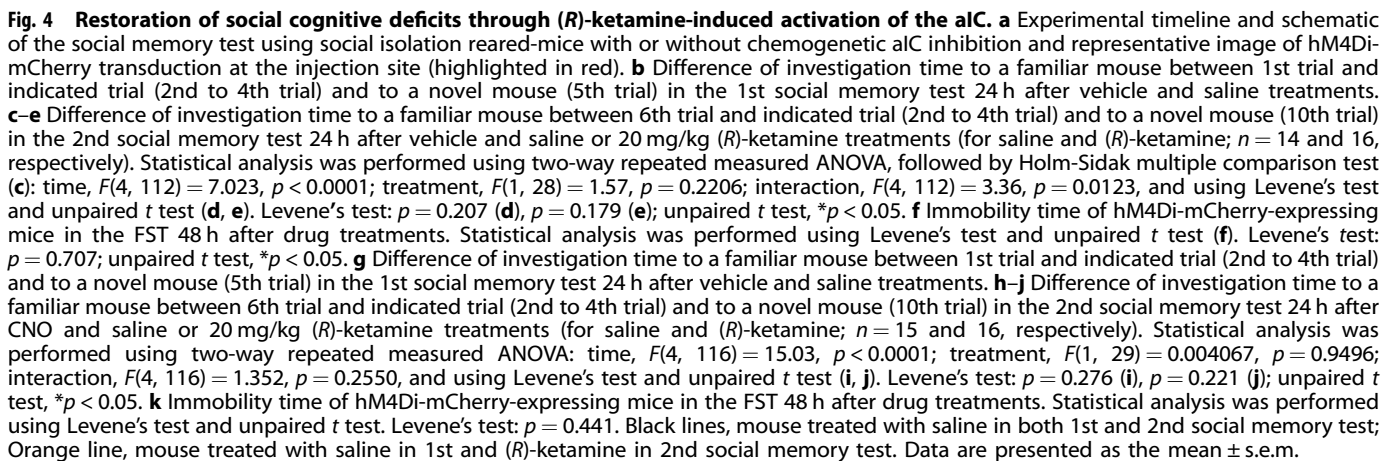 Fig. 4 Restoration of social cognitive deficits through (R)-ketamine-induced activation of the aIC. a Experimental timeline and schematic
of the social memory test using social isolation reared-mice with or without chemogenetic aIC inhibition and representative image of hM4Di-
mCherry transduction at the injection site (highlighted in red). b Difference of investigation time to a familiar mouse between 1st trial and
indicated trial (2nd to 4th trial) and to a novel mouse (5th trial) in the 1st social memory test 24 h after vehicle and saline treatments.
c–e Difference of investigation time to a familiar mouse between 6th trial and indicated trial (2nd to 4th trial) and to a novel mouse (10th trial)
in the 2nd social memory test 24 h after vehicle and saline or 20 mg/kg (R)-ketamine treatments (for saline and (R)-ketamine; n = 14 and 16,
respectively). Statistical analysis was performed using two-way repeated measured ANOVA, followed by Holm-Sidak multiple comparison test
(c): time, F(4, 112) = 7.023, p < 0.0001; treatment, F(1, 28) = 1.57, p = 0.2206; interaction, F(4, 112) = 3.36, p = 0.0123, and using Levene's test
and unpaired t test (d, e). Levene's test: p = 0.207 (d), p = 0.179 (e); unpaired t test, *p < 0.05. f Immobility time of hM4Di-mCherry-expressing
mice in the FST 48 h after drug treatments. Statistical analysis was performed using Levene's test and unpaired t test (f). Levene's test:
p = 0.707; unpaired t test, *p < 0.05. g Difference of investigation time to a familiar mouse between 1st trial and indicated trial (2nd to 4th trial)
and to a novel mouse (5th trial) in the 1st social memory test 24 h after vehicle and saline treatments. h–j Difference of investigation time to a
familiar mouse between 6th trial and indicated trial (2nd to 4th trial) and to a novel mouse (10th trial) in the 2nd social memory test 24 h after
CNO and saline or 20 mg/kg (R)-ketamine treatments (for saline and (R)-ketamine; n = 15 and 16, respectively). Statistical analysis was
performed using two-way repeated measured ANOVA: time, F(4, 116) = 15.03, p < 0.0001; treatment, F(1, 29) = 0.004067, p = 0.9496;
interaction, F(4, 116) = 1.352, p = 0.2550, and using Levene's test and unpaired t test (i, j). Levene's test: p = 0.276 (i), p = 0.221 (j); unpaired t
test, *p < 0.05. k Immobility time of hM4Di-mCherry-expressing mice in the FST 48 h after drug treatments. Statistical analysis was performed
using Levene's test and unpaired t test. Levene's test: p = 0.441. Black lines, mouse treated with saline in both 1st and 2nd social memory test;
Orange line, mouse treated with saline in 1st and (R)-ketamine in 2nd social memory test. Data are presented as the mean ± s.e.m.